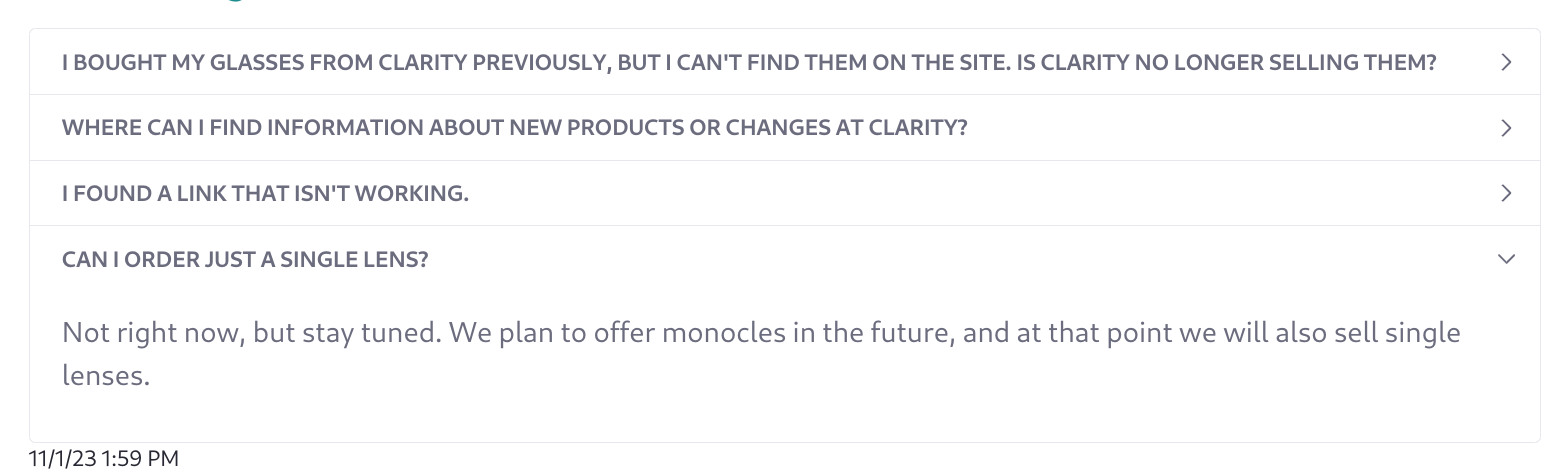 I BOUGHT MY GLASSES FROM CLARITY PREVIOUSLY, BUT I CAN'T FIND THEM ON THE SITE. IS CLARITY NO LONGER SELLING THEM?
WHERE CAN I FIND INFORMATION ABOUT NEW PRODUCTS OR CHANGES AT CLARITY?
I FOUND A LINK THAT ISN'T WORKING.
CAN I ORDER JUST A SINGLE LENS?
Not right now, but stay tuned. We plan to offer monocles in the future, and at that point we will also sell single
lenses.
11/1/23 1:59 PM